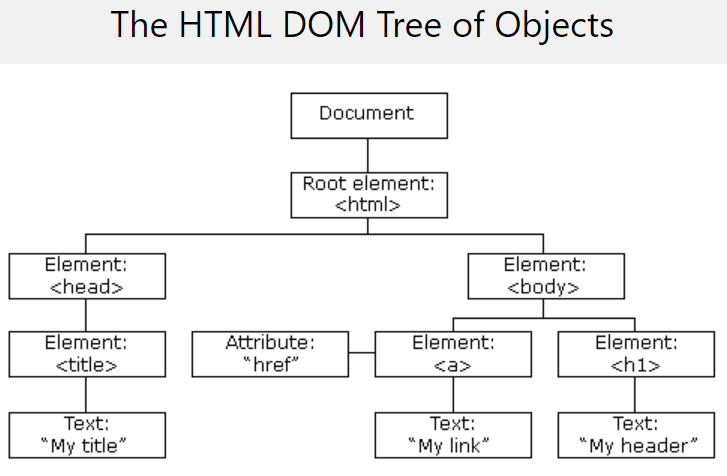 The HTML DOM Tree of Objects
Document
Root element:
<html>
Element:
<head>
Element:
<body>
Element:
<title>
Attribute:
“href”
Element:
<a>
Element:
<h1>
Text:
“My title”
Text:
“My link”
Text:
“My header”